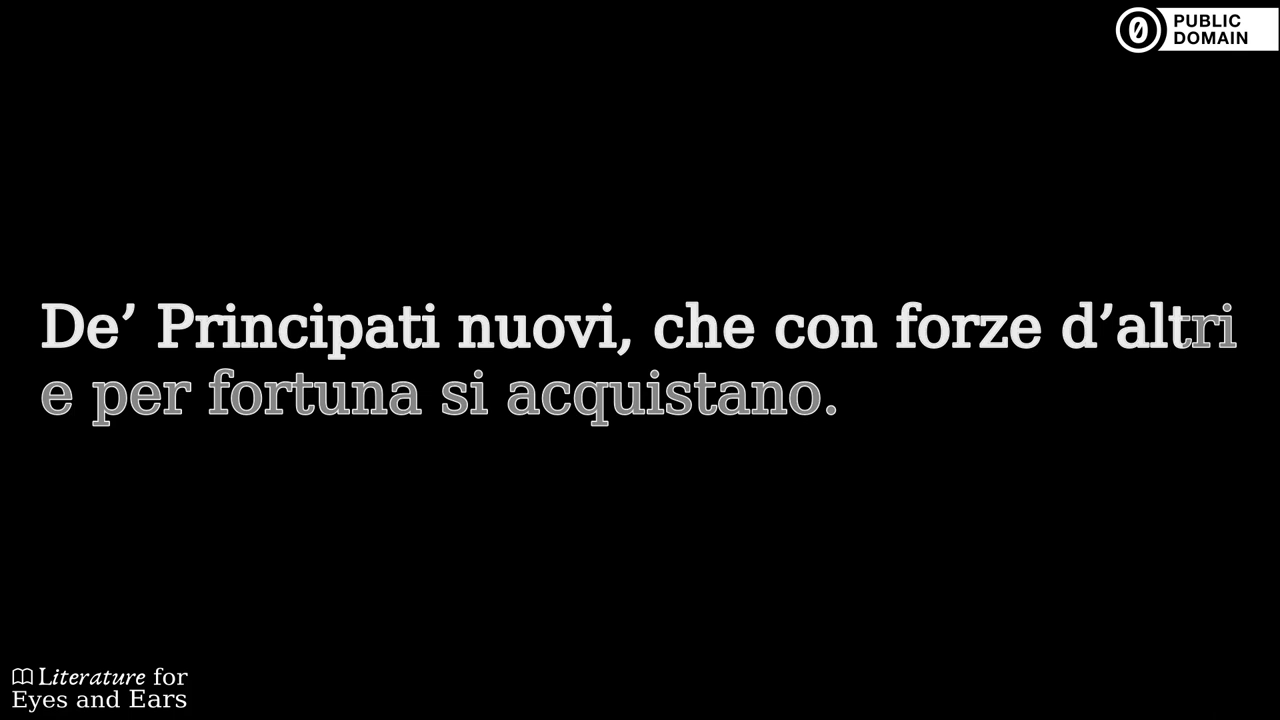 PUBLIC
DOMAIN
De’ Principati nuovi, che con forze d’altri
e per fortuna si acquistano.
Literature for
Eyes and Ears